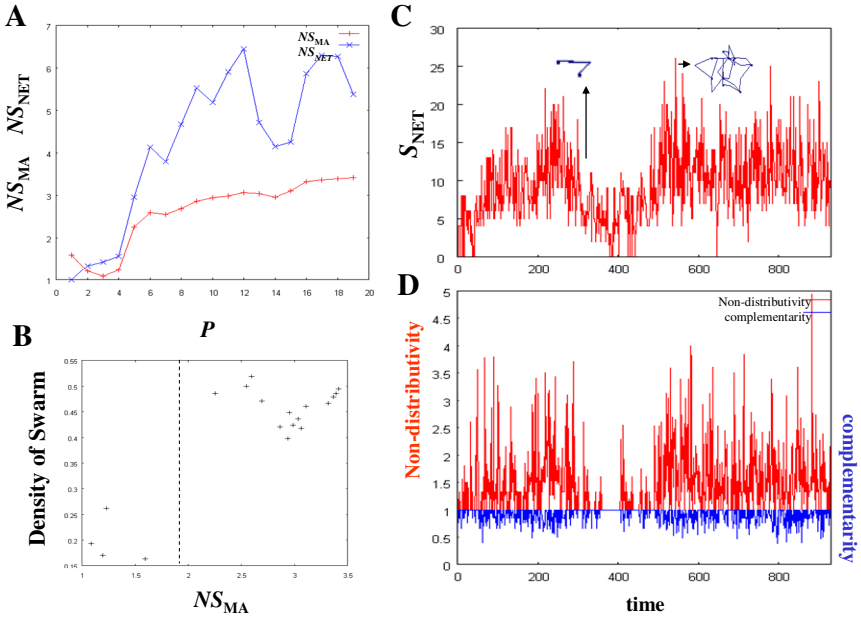 A
NS_MA NS_NET
7
6
5
4
3
2
1
0 2 4 6 8 10 12 14 16 18 20
NS_MA
NS_NET
P
B
Density of Swarm
0.55
0.5
0.45
0.4
0.35
0.3
0.25
0.2
0.15
1 1.5 2 2.5 3 3.5
NS_MA
C
S_NET
30
25
20
15
10
5
0
0 200 400 600 800
D
Non-distributivity
5
4.5
4
3.5
3
2.5
2
1.5
1
0.5
0
0 200 400 600 800
Non-distributivity
complementarity
complementarity
time